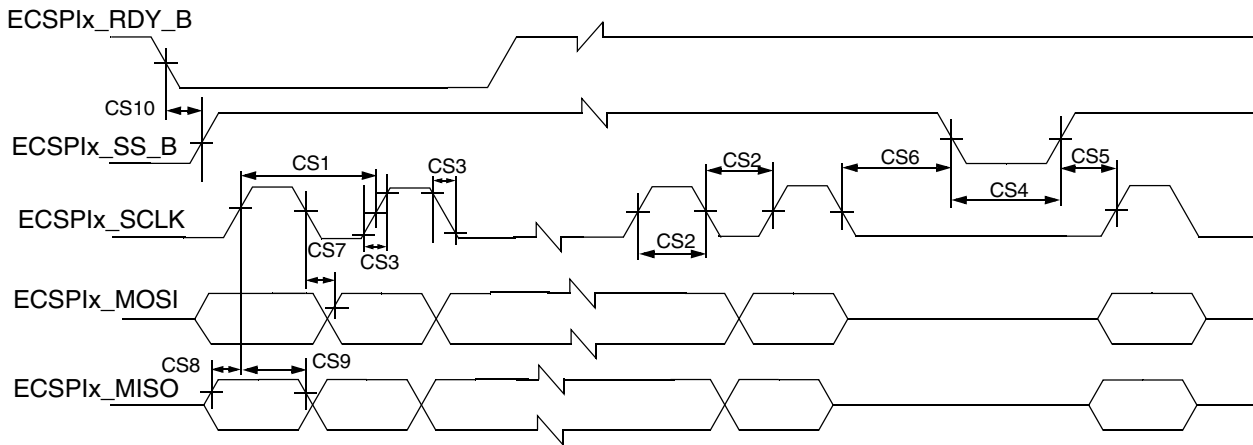 ECSPIx_RDY_B
CS10
ECSPIx_SS_B
CS1
CS3
CS2
CS6
CS5
CS4
ECSPIx_SCLK
CS7
CS3
CS2
ECSPIx_MOSI
CS8
CS9
ECSPIx_MISO